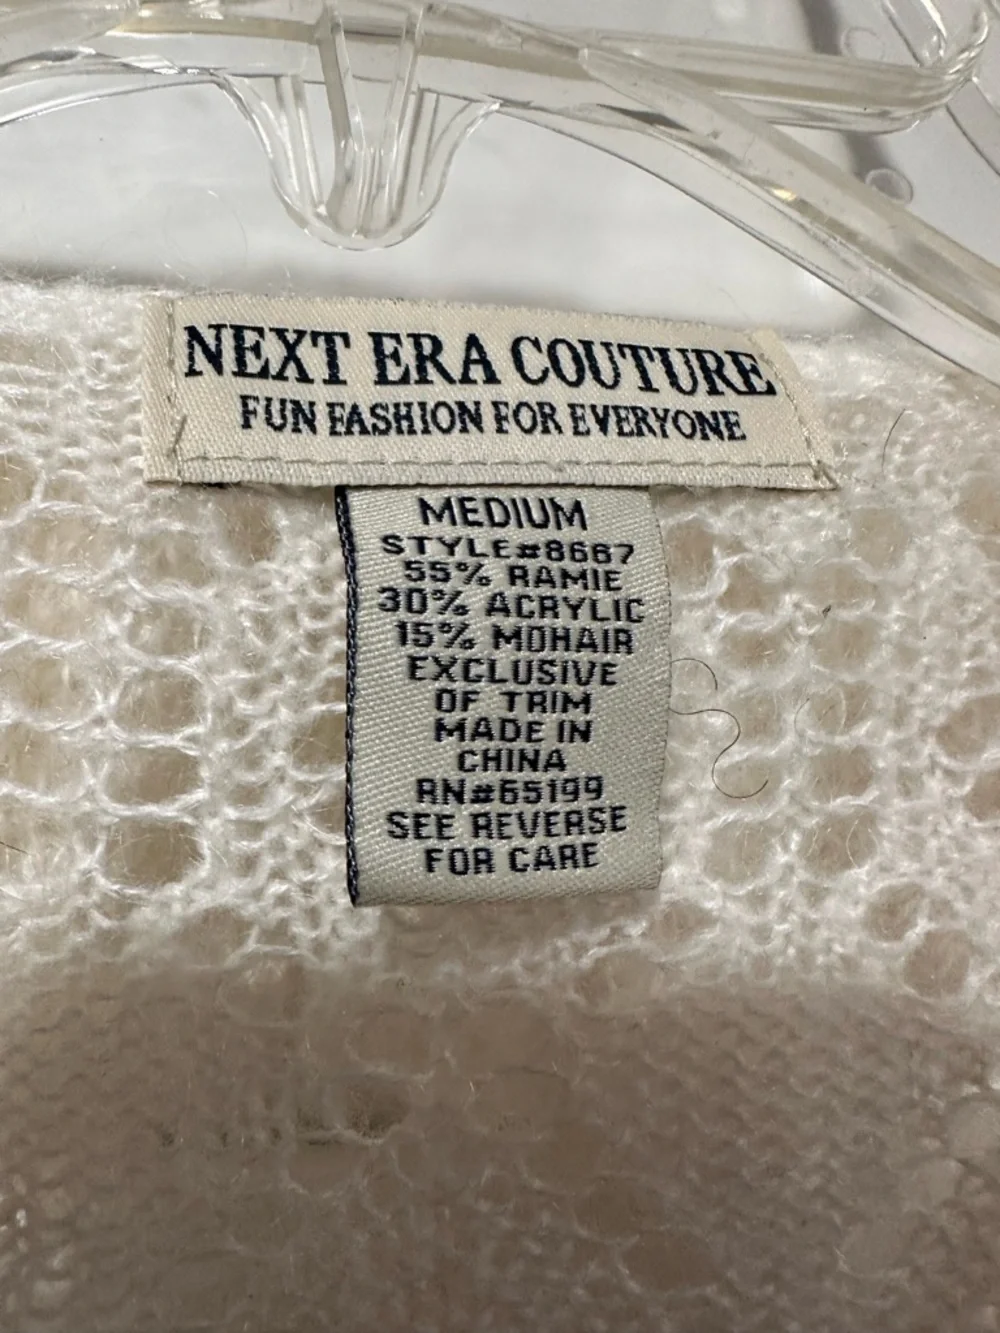 NEXT ERA COUTURE
FUN FASHION FOR EVERYONE
MEDIUM
STYLE#8667
55% RAMIE
30% ACRYLIC
15% MOHAIR
EXCLUSIVE
OF TRIM
MADE IN
CHINA
RN#65199
SEE REVERSE
FOR CARE